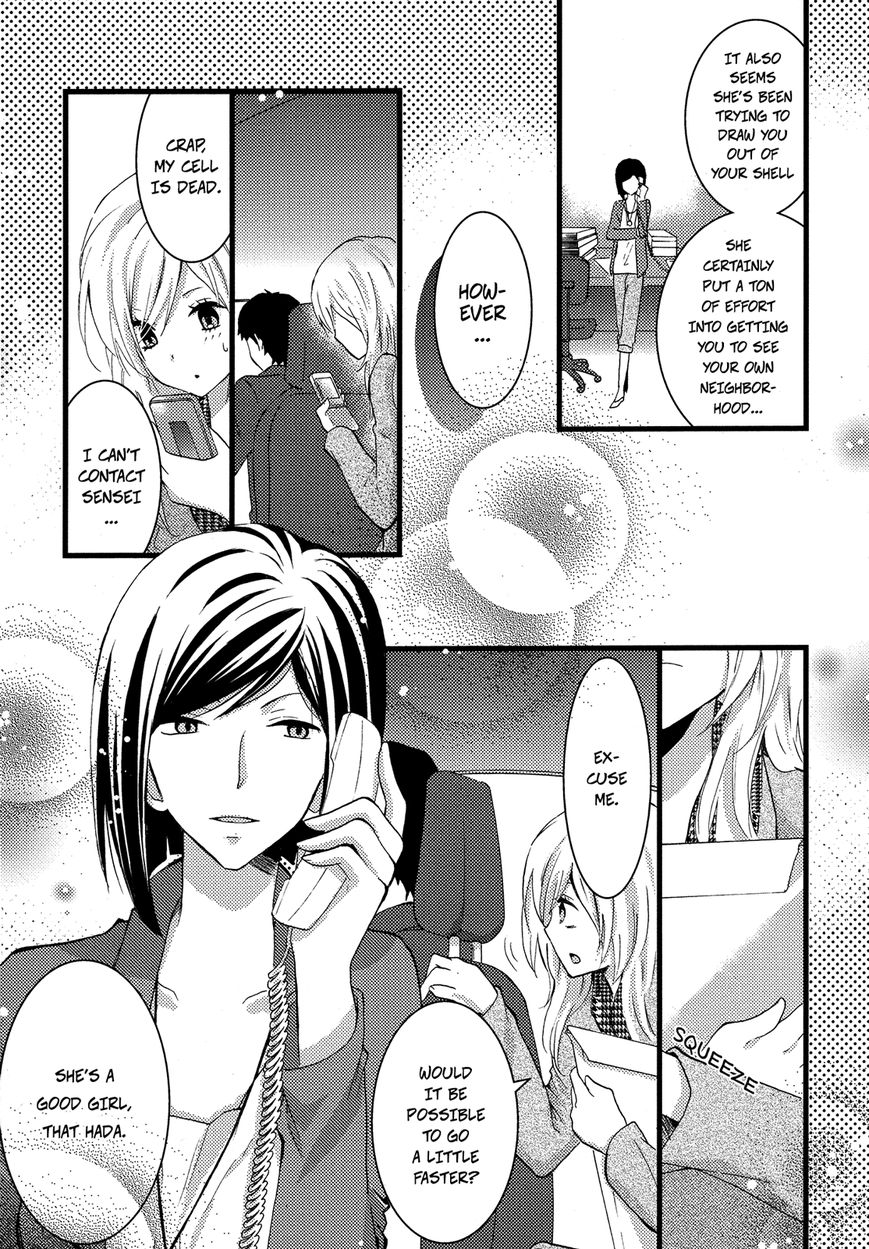 IT ALSO
SEEMS
SHE'S BEEN
TRYING TO
DRAW YOU
OUT OF
YOUR SHELL
SHE
CERTAINLY
PUT A TON
OF EFFORT
INTO GETTING
YOU TO SEE
YOUR OWN
NEIGHBOR-
HOOD...
HOW-
EVER
...
CRAP,
MY CELL
IS DEAD.
I CAN'T
CONTACT
SENSEI
...
SQUEEZE
EX-
CUSE
ME.
WOULD
IT BE
POSSIBLE
TO GO
A LITTLE
FASTER?
SHE'S A
GOOD GIRL,
THAT HADA.